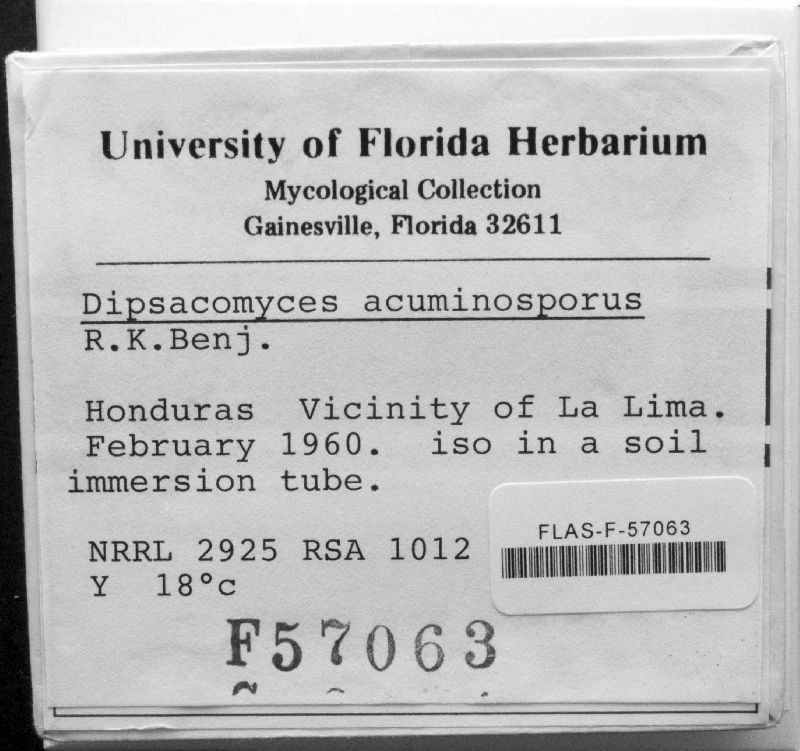 University of Florida Herbarium
Mycological Collection
Gainesville, Florida 32611
Dipsacomyces acuminosporus
R.K.Benj.
Honduras  Vicinity of La Lima.
February 1960.  iso in a soil
immersion tube.
FLAS-F-57063
NRRL 2925 RSA 1012
Y  18°c
F57063